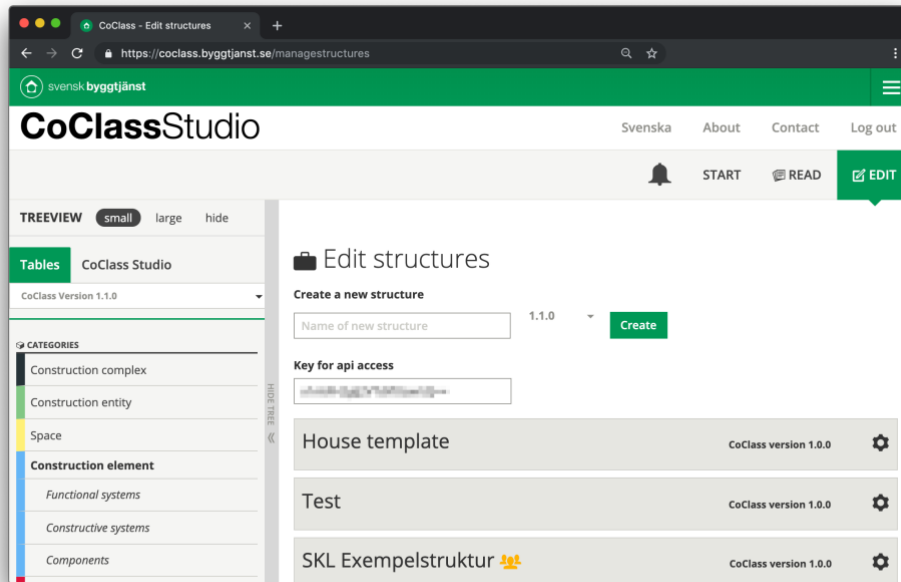 CoClass - Edit structures
https://coclass.byggtjanst.se/managestructures
svensk byggtjänst
CoClassStudio
Svenska About Contact Log out
START READ EDIT
TREEVIEW small large hide
Tables CoClass Studio
CoClass Version 1.1.0
CATEGORIES
Construction complex
Construction entity
Space
Construction element
Functional systems
Constructive systems
Components
HIDE TREE
Edit structures
Create a new structure
Name of new structure 1.1.0 Create
Key for api access
House template CoClass version 1.0.0
Test CoClass version 1.0.0
SKL Exempelstruktur CoClass version 1.0.0